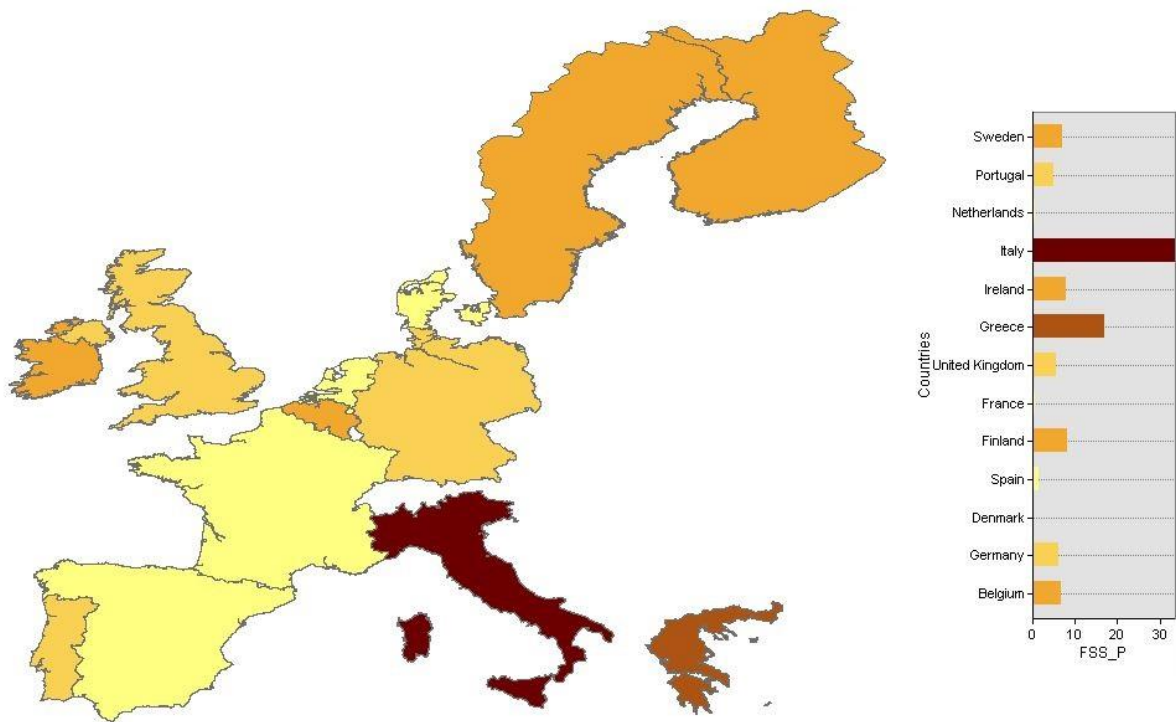 Sweden
Portugal
Netherlands
Italy
Ireland
Greece
United Kingdom
France
Finland
Spain
Denmark
Germany
Belgium
Countries
0 10 20 30
FSS_P